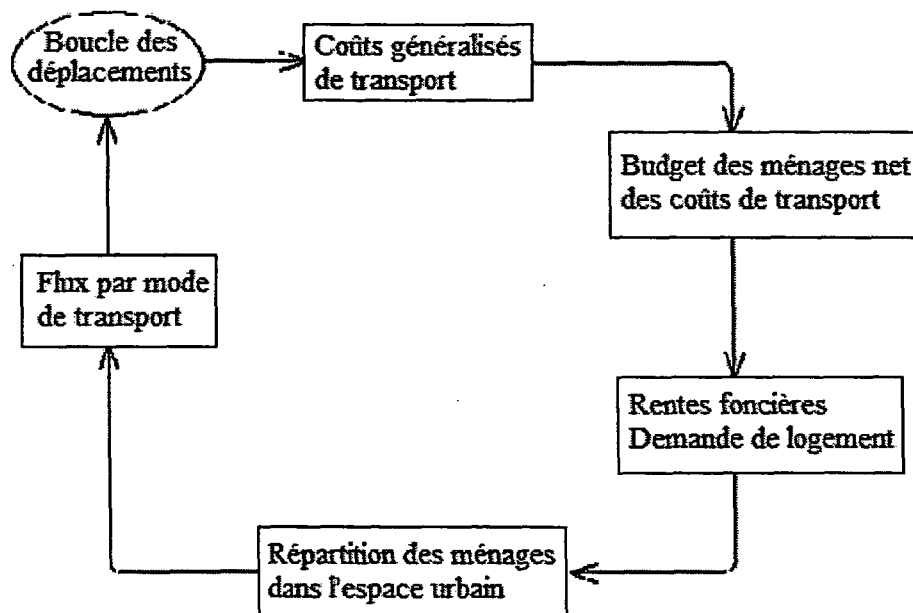 Boucle des
déplacements
Coûts généralisés
de transport
Budget des ménages net
des coûts de transport
Rentes foncières
Demande de logement
Répartition des ménages
dans l'espace urbain
Flux par mode
de transport